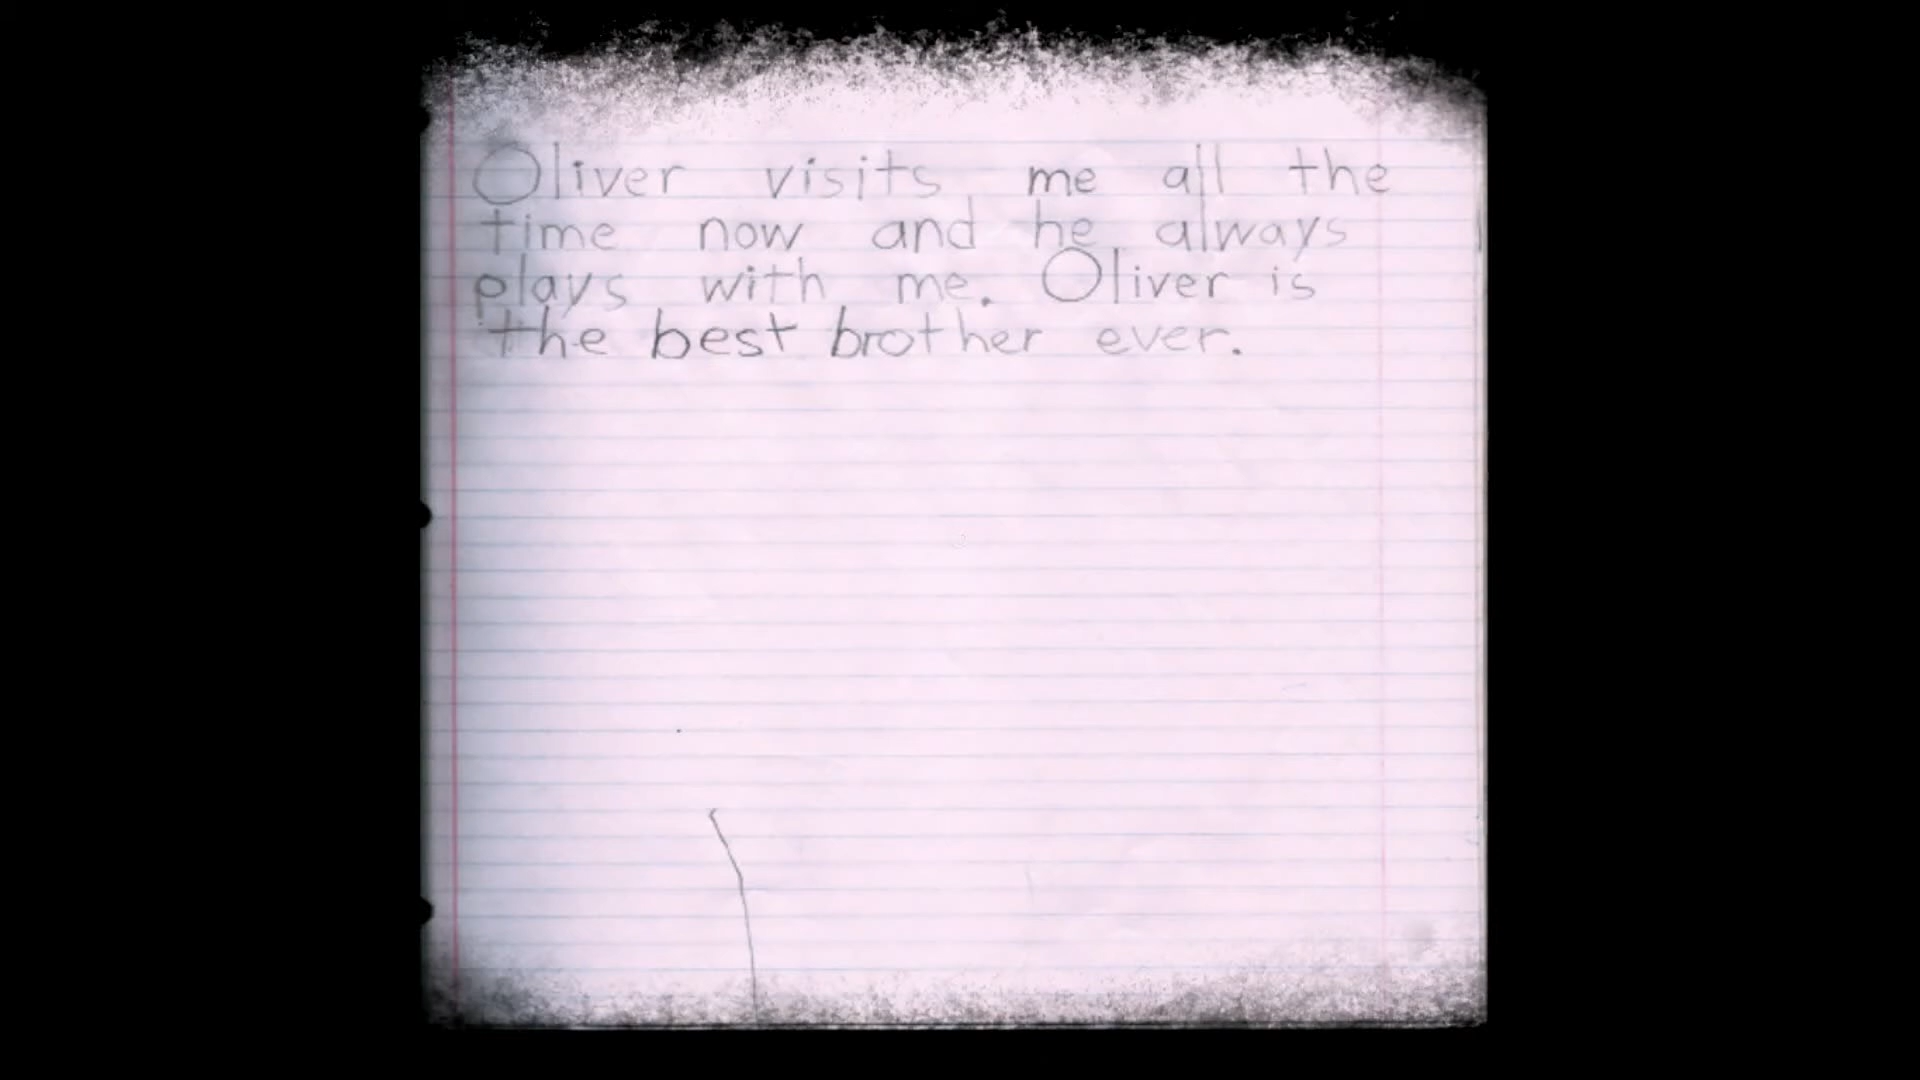 Oliver visits me all the
time now and he always
plays with me. Oliver is
the best brother ever.